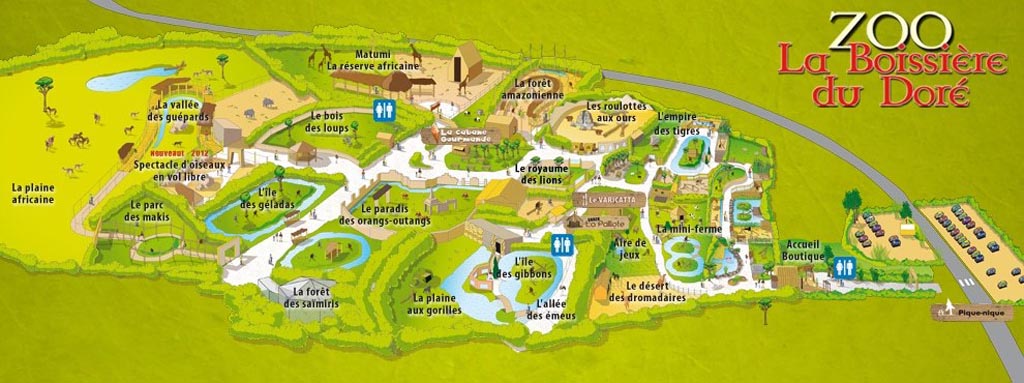 ZOO
La Boissière
du Doré
Matumi
La réserve africaine
La vallée
des guépards
Le bois
des loups
La forêt
amazonienne
Les roulottes
aux ours
L'empire
des tigres
La Cabane
Gourmande
Nouveau! 2012
Spectacle d'oiseaux
en vol libre
La plaine
africaine
Le parc
des makis
L'île
des géladas
Le paradis
des orangs-outangs
Le royaume
des lions
Le VARICATTA
La Paillote
La mini-ferme
Aire de
jeux
Accueil
Boutique
La forêt
des saïmiris
La plaine
aux gorilles
L'île
des gibbons
L'allée
des émeus
Le désert
des dromadaires
Pique-nique